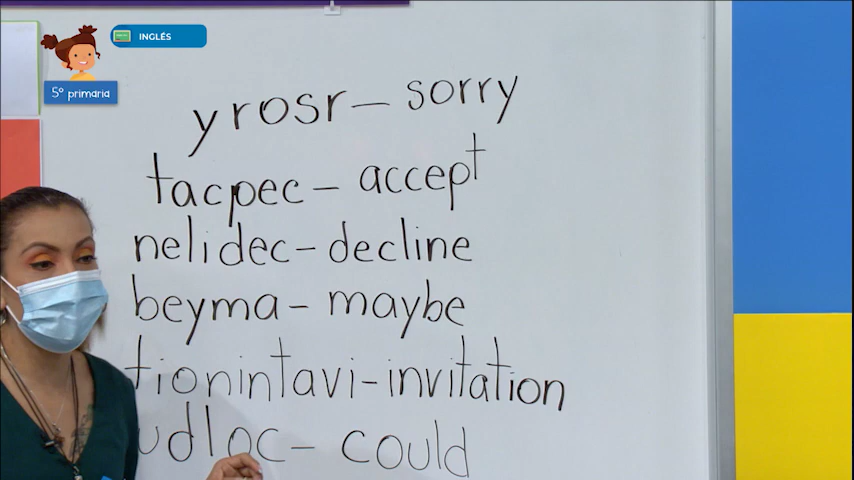 INGLÉS
5º primaria
yrosr – sorry
tacpec – accept
nelidec – decline
beyma – maybe
tionintavi – invitation
udloc – could